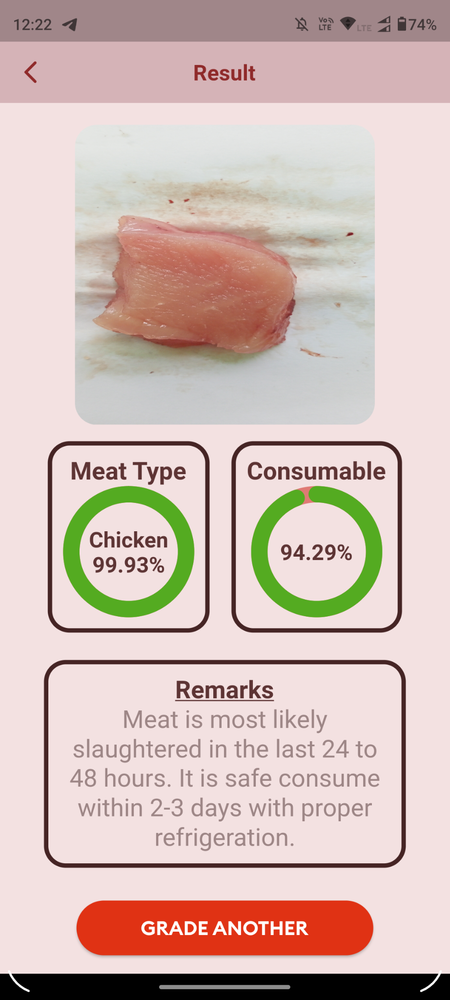 12:22
Vo LTE LTE 74%
Result
Meat Type
Chicken
99.93%
Consumable
94.29%
Remarks
Meat is most likely
slaughtered in the last 24 to
48 hours. It is safe consume
within 2-3 days with proper
refrigeration.
GRADE ANOTHER